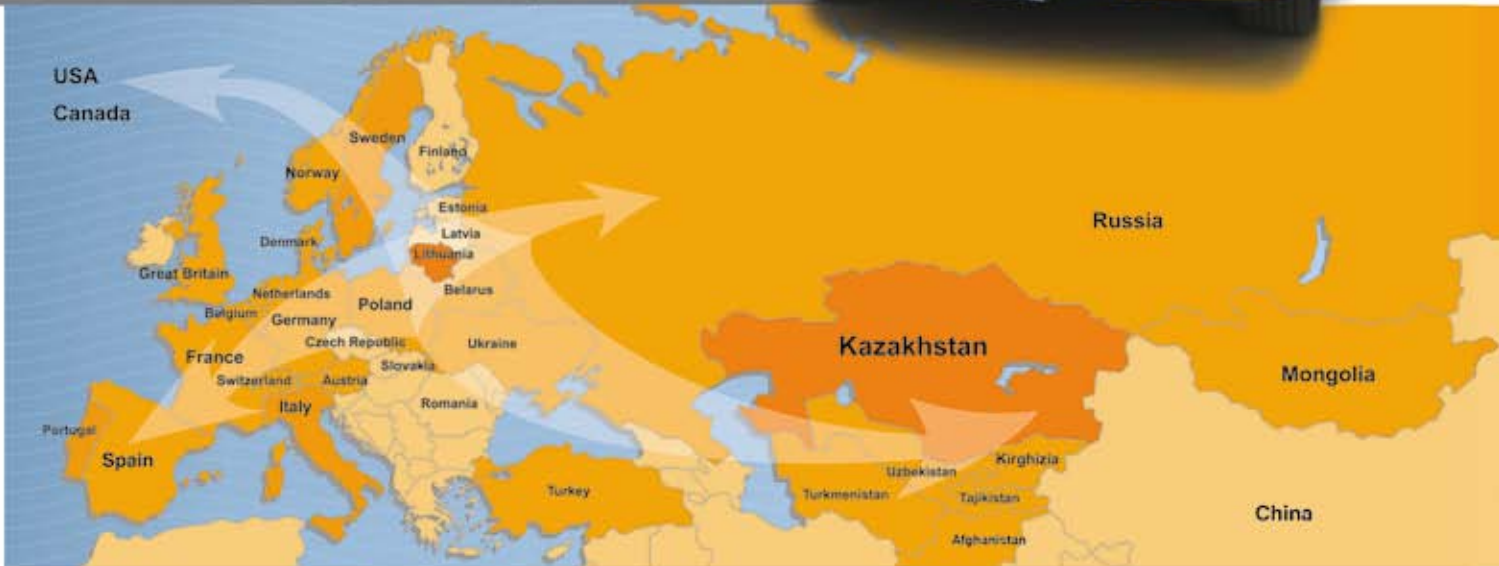 USA
Canada
Sweden
Finland
Norway
Estonia
Latvia
Denmark
Lithuania
Great Britain
Netherlands
Belarus
Poland
Belgium
Germany
Czech Republic
Ukraine
France
Slovakia
Switzerland
Austria
Romania
Italy
Portugal
Spain
Turkey
Russia
Kazakhstan
Mongolia
Kirghizia
Uzbekistan
Turkmenistan
Tajikistan
China
Afghanistan